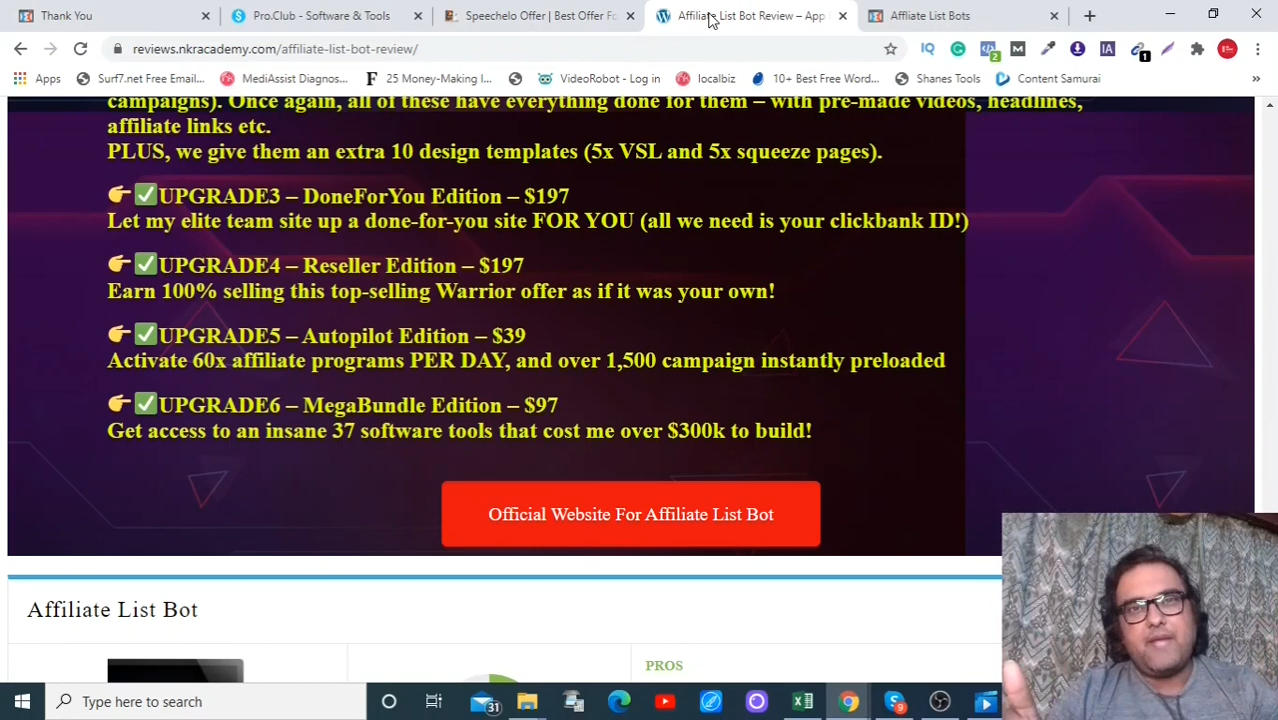 Thank You
Pro.Club - Software & Tools
Speechelo Offer | Best Offer Fo
Affiliate List Bot Review – App
Affliate List Bots
reviews.nkracademy.com/affiliate-list-bot-review/
Apps
Surf7.net Free Email...
MediAssist Diagnos...
25 Money-Making I...
VideoRobot - Log in
localbiz
10+ Best Free Word...
Shanes Tools
Content Samurai
campaigns). Once again, all of these have everything done for them – with pre-made videos, headlines,
affiliate links etc.
PLUS, we give them an extra 10 design templates (5x VSL and 5x squeeze pages).
👉✅UPGRADE3 – DoneForYou Edition – $197
Let my elite team site up a done-for-you site FOR YOU (all we need is your clickbank ID!)
👉✅UPGRADE4 – Reseller Edition – $197
Earn 100% selling this top-selling Warrior offer as if it was your own!
👉✅UPGRADE5 – Autopilot Edition – $39
Activate 60x affiliate programs PER DAY, and over 1,500 campaign instantly preloaded
👉✅UPGRADE6 – MegaBundle Edition – $97
Get access to an insane 37 software tools that cost me over $300k to build!
Official Website For Affiliate List Bot
Affiliate List Bot
PROS
Type here to search
31
9